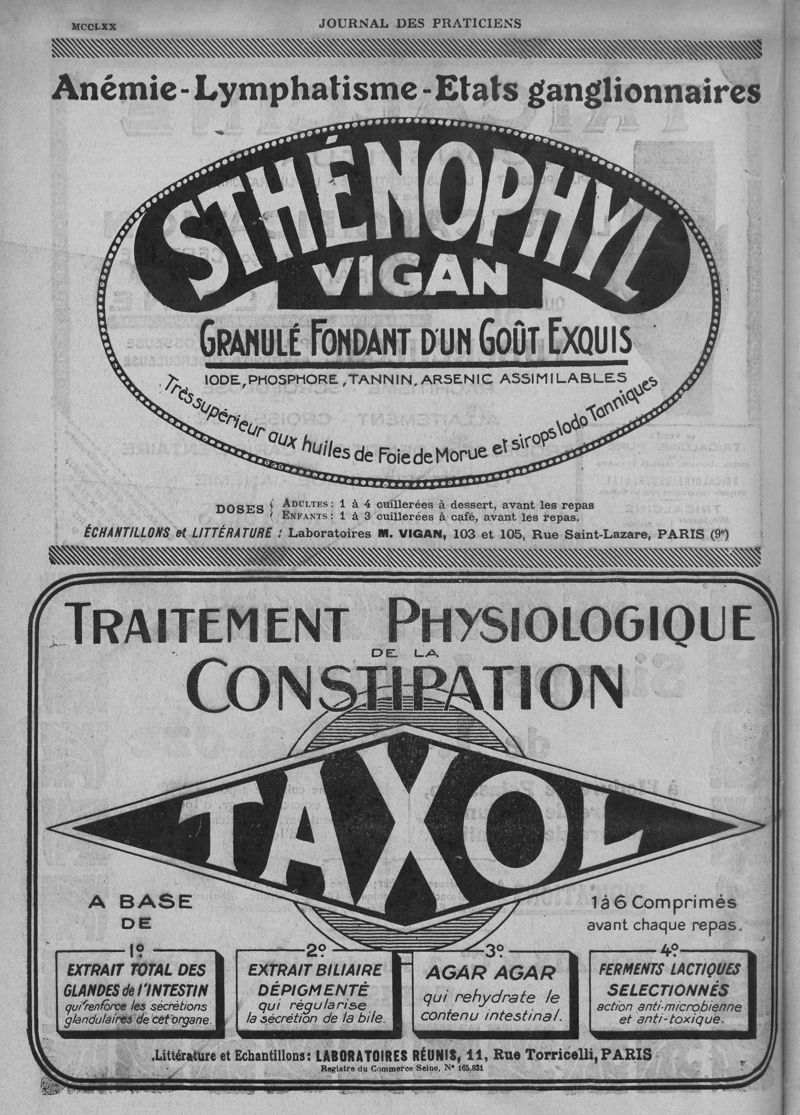 MCCLXX
JOURNAL DES PRATICIENS
Anémie - Lymphatisme - Etats ganglionnaires
STHÉNOPHYL
VIGAN
GRANULÉ FONDANT D'UN GOÛT EXQUIS
IODE, PHOSPHORE, TANNIN, ARSENIC ASSIMILABLES
Très supérieur aux huiles de Foie de Morue et sirops Iodo Tanniques
DOSES { ADULTES : 1 à 4 cuillerées à dessert, avant les repas
ENFANTS : 1 à 3 cuillerées à café, avant les repas.
ÉCHANTILLONS et LITTÉRATURE : Laboratoires M. VIGAN, 103 et 105, Rue Saint-Lazare, PARIS (9e)
TRAITEMENT PHYSIOLOGIQUE
DE LA
CONSTIPATION
TAXOL
A BASE
DE
1 à 6 Comprimés
avant chaque repas.
1º
EXTRAIT TOTAL DES
GLANDES de l'INTESTIN
qui renforce les sécrétions
glandulaires de cet organe.
2º
EXTRAIT BILIAIRE
DÉPIGMENTÉ
qui régularise
la sécrétion de la bile.
3º
AGAR AGAR
qui rehydrate le
contenu intestinal.
4º
FERMENTS LACTIQUES
SELECTIONNÉS
action anti-microbienne
et anti-toxique.
Littérature et Echantillons : LABORATOIRES RÉUNIS, 11, Rue Torricelli, PARIS
Registre du Commerce Seine, Nº 165.831